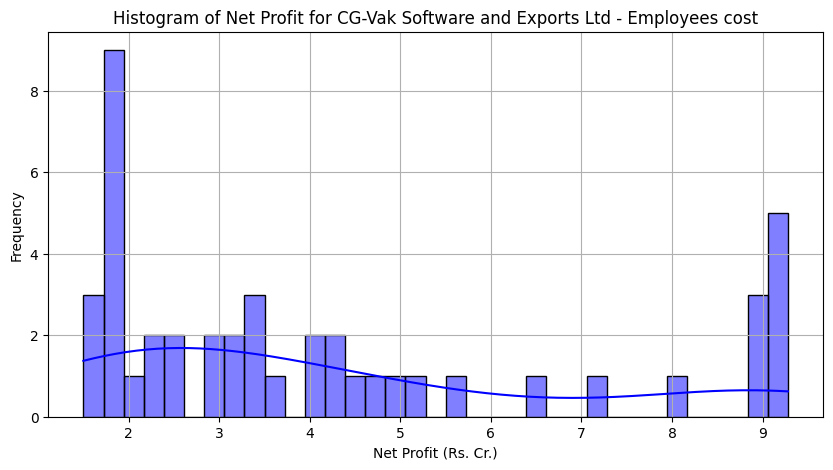 Histogram of Net Profit for CG-Vak Software and Exports Ltd - Employees cost
Frequency
8
6
4
2
0
2 3 4 5 6 7 8 9
Net Profit (Rs. Cr.)